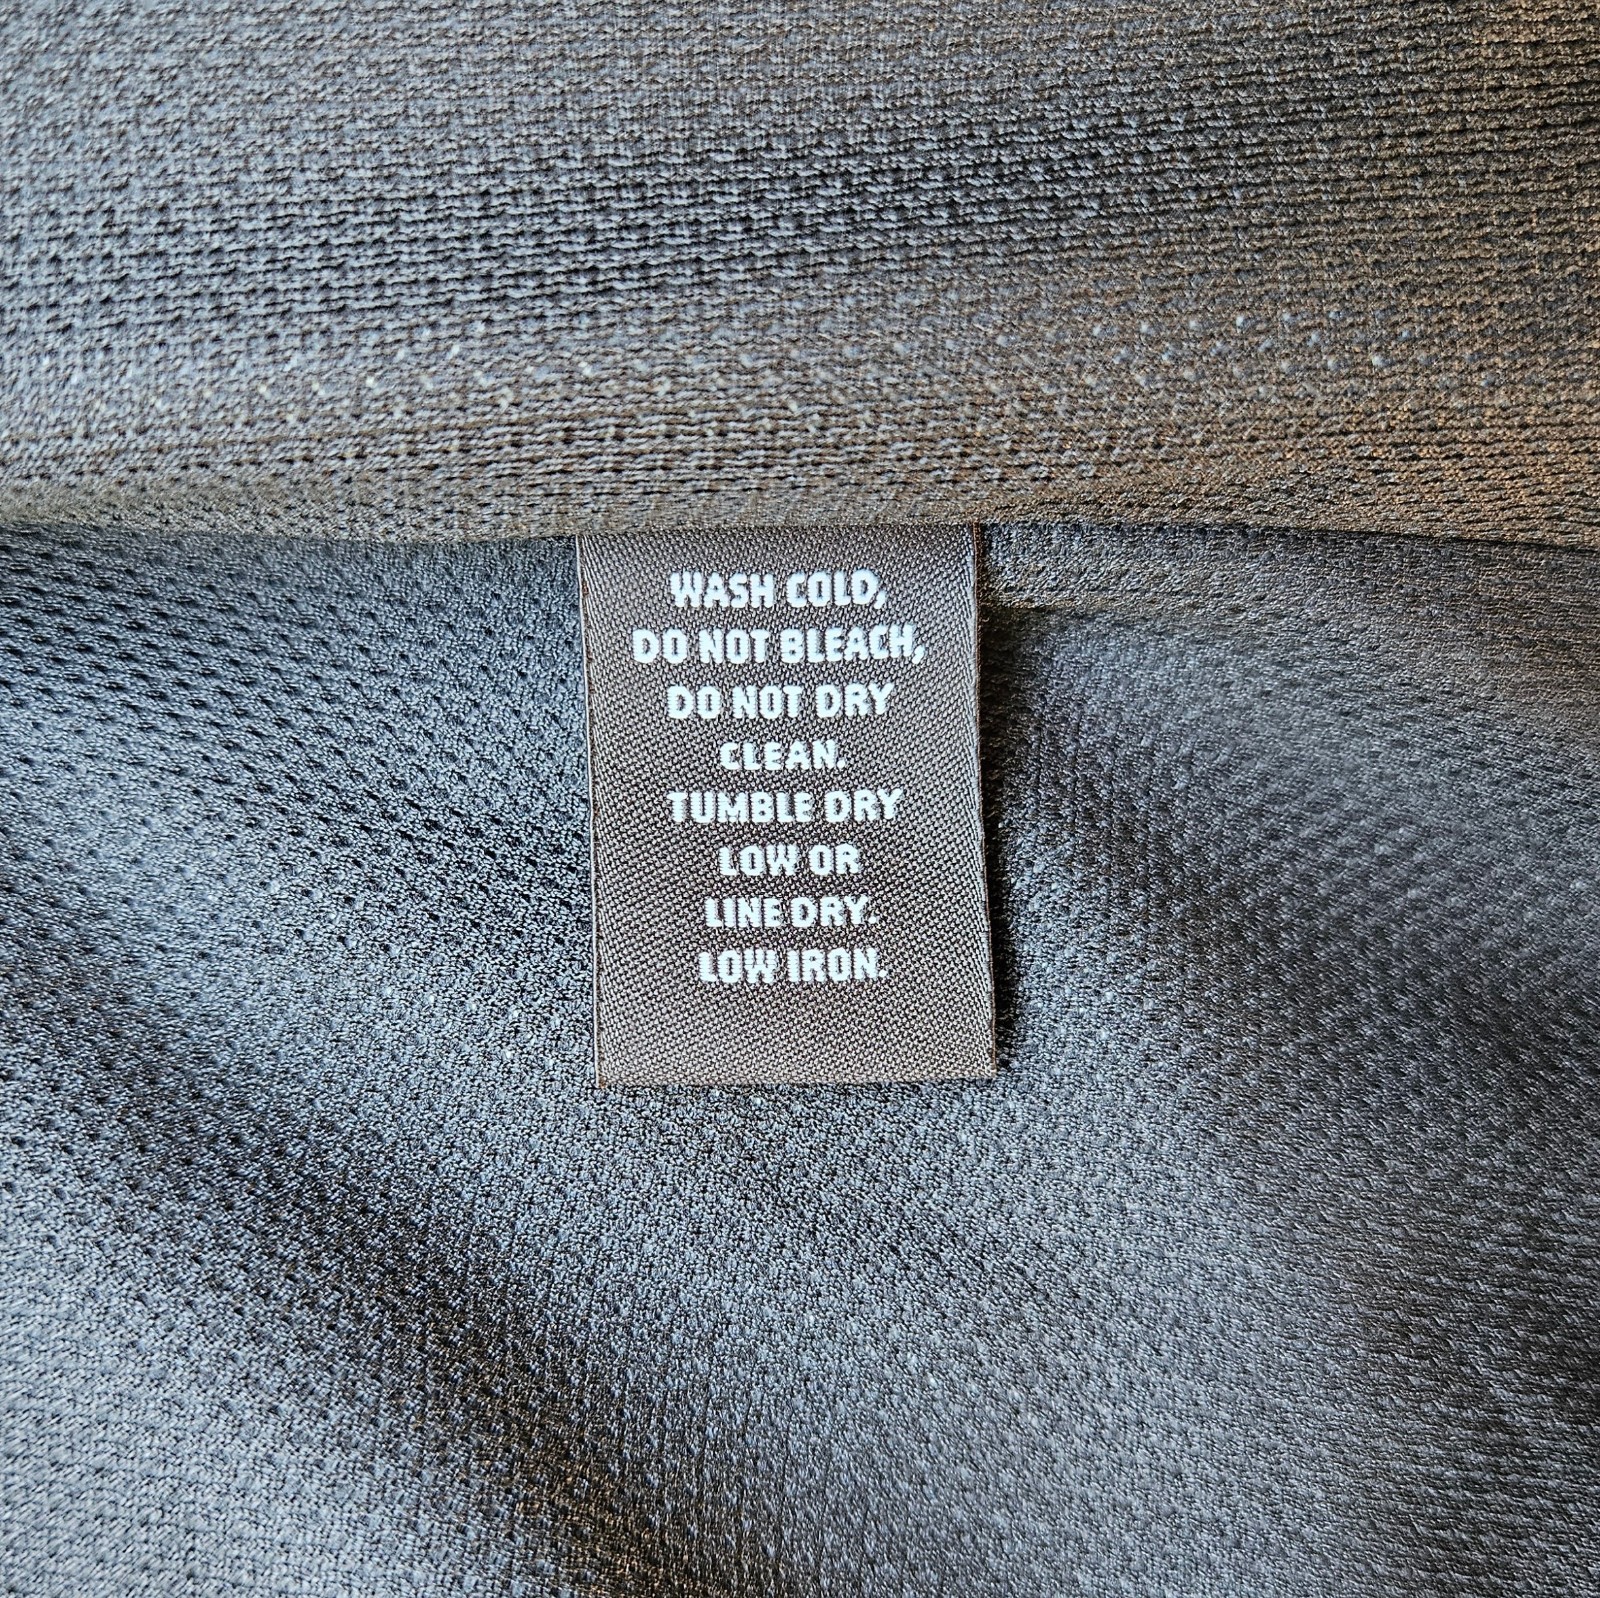 WASH COLD,
DO NOT BLEACH,
DO NOT DRY
CLEAN.
TUMBLE DRY
LOW OR
LINE DRY.
LOW IRON.